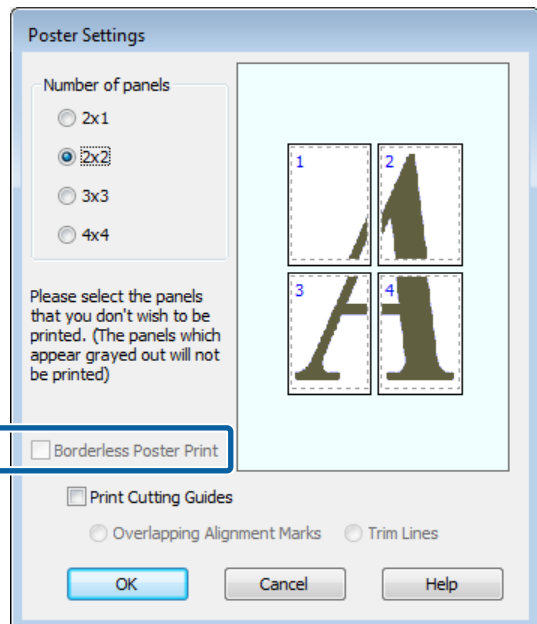 Poster Settings
Number of panels
2x1
2x2
3x3
4x4
1
2
3
4
Please select the panels
that you don't wish to be
printed. (The panels which
appear grayed out will not
be printed)
Borderless Poster Print
Print Cutting Guides
Overlapping Alignment Marks
Trim Lines
OK
Cancel
Help